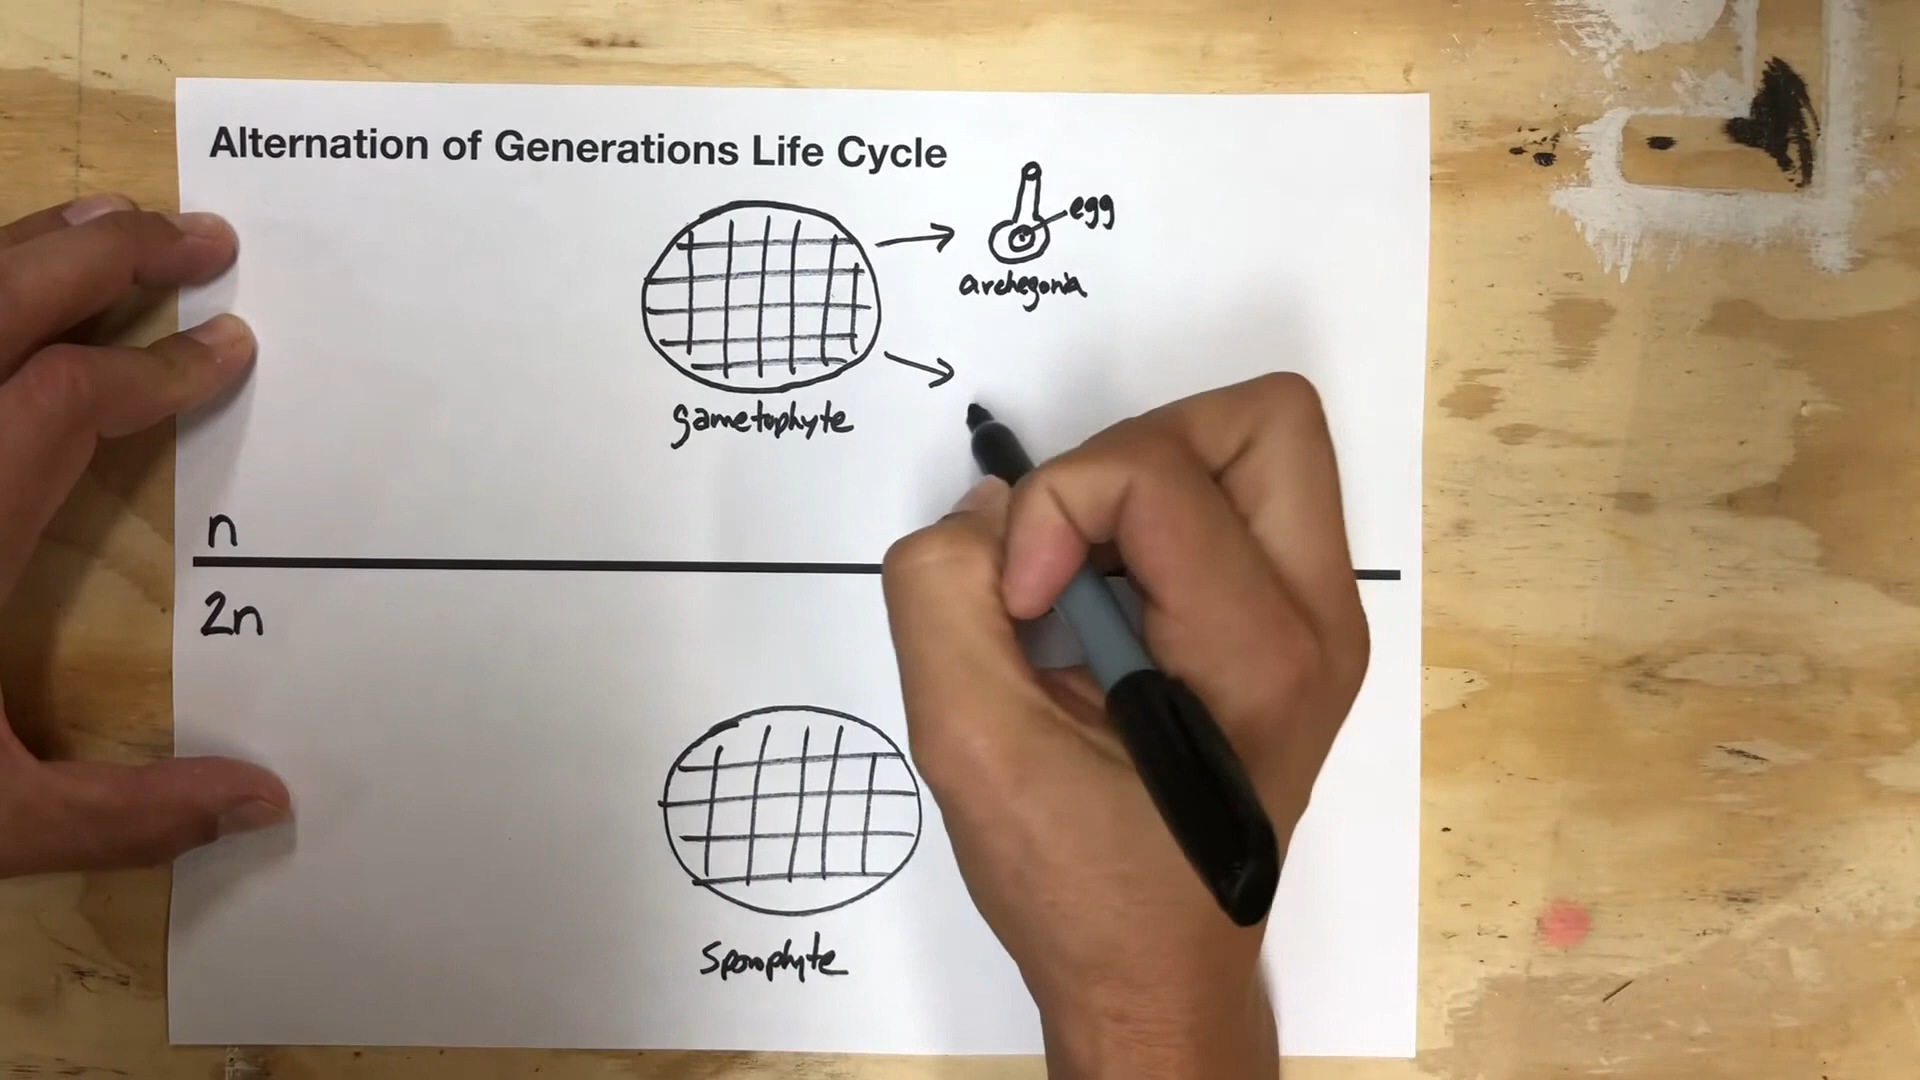 Alternation of Generations Life Cycle
egg
archegonia
gametophyte
n
2n
sporophyte